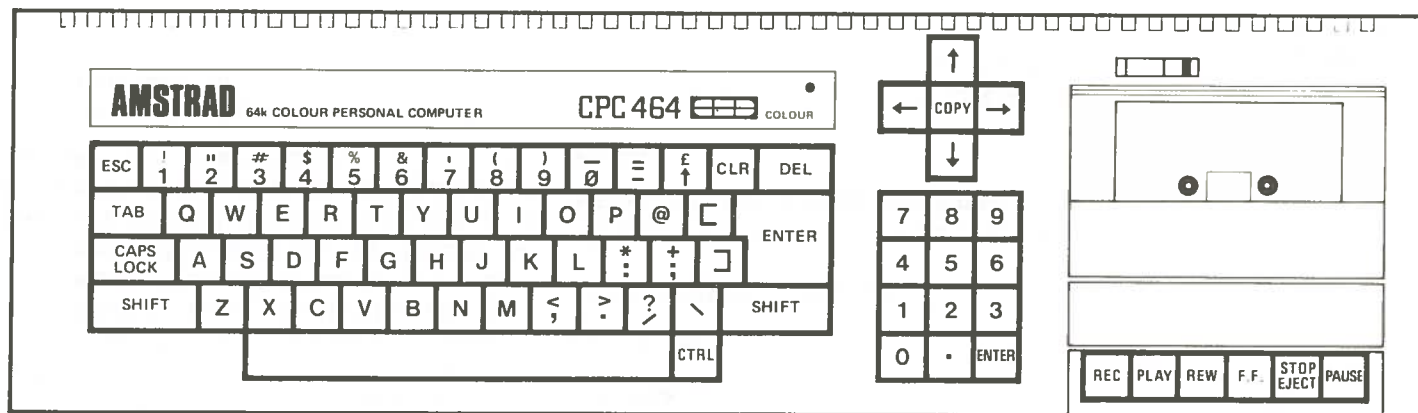 AMSTRAD 64k COLOUR PERSONAL COMPUTER CPC 464 COLOUR
ESC ! 1 " 2 # 3 $ 4 % 5 & 6 ' 7 ( 8 ) 9 _ Ø = - £ ↑ CLR DEL
TAB Q W E R T Y U I O P @ [ ENTER
CAPS LOCK A S D F G H J K L * : + ; ]
SHIFT Z X C V B N M < , > . ? / \ SHIFT
CTRL
↑
← COPY →
↓
7 8 9
4 5 6
1 2 3
0 . ENTER
REC PLAY REW F.F. STOP EJECT PAUSE